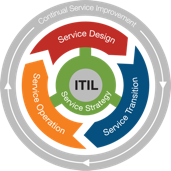 Continual Service Improvement
Service Design
ITIL
Service Strategy
Service Operation
Service Transition